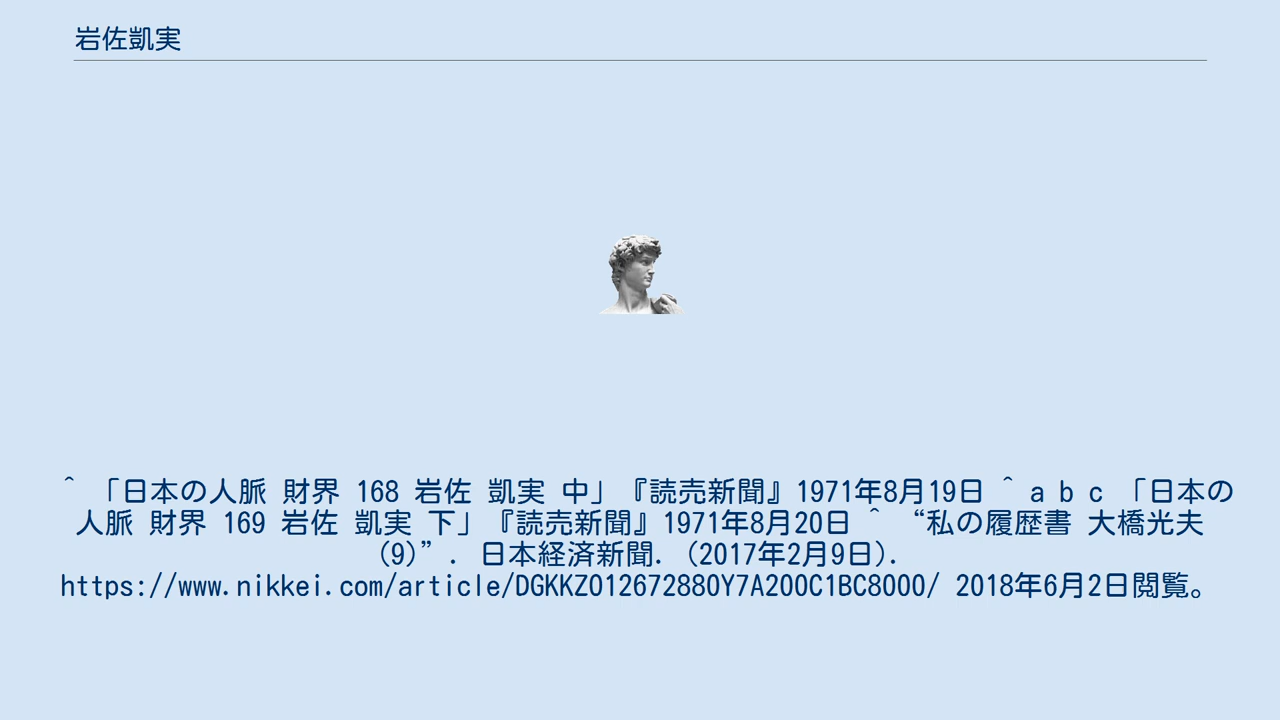 岩佐凱実
^ 「日本の人脈 財界 168 岩佐 凱実 中」『読売新聞』1971年8月19日 ^ a b c 「日本の
人脈 財界 169 岩佐 凱実 下」『読売新聞』1971年8月20日 ^ “私の履歴書 大橋光夫
(9)”. 日本経済新聞. (2017年2月9日).
https://www.nikkei.com/article/DGKKZO12672880Y7A200C1BC8000/ 2018年6月2日閲覧。